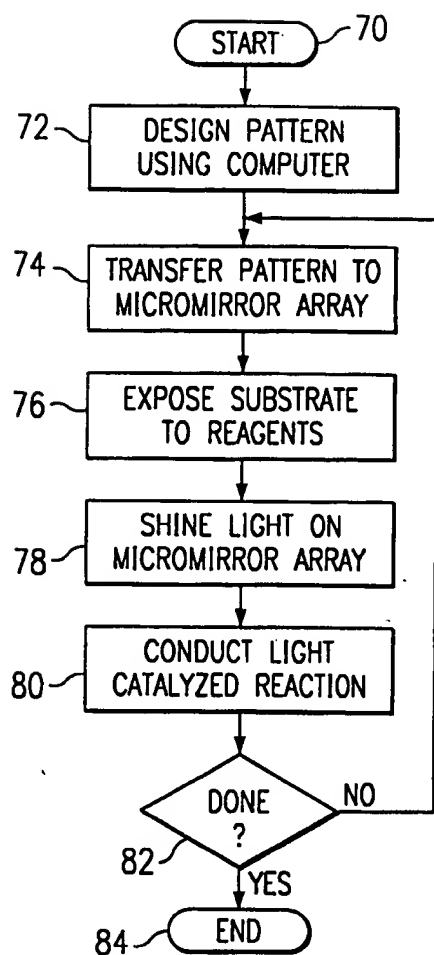 START
70
72
DESIGN PATTERN
USING COMPUTER
74
TRANSFER PATTERN TO
MICROMIRROR ARRAY
76
EXPOSE SUBSTRATE
TO REAGENTS
78
SHINE LIGHT ON
MICROMIRROR ARRAY
80
CONDUCT LIGHT
CATALYZED REACTION
DONE
?
NO
82
YES
84
END